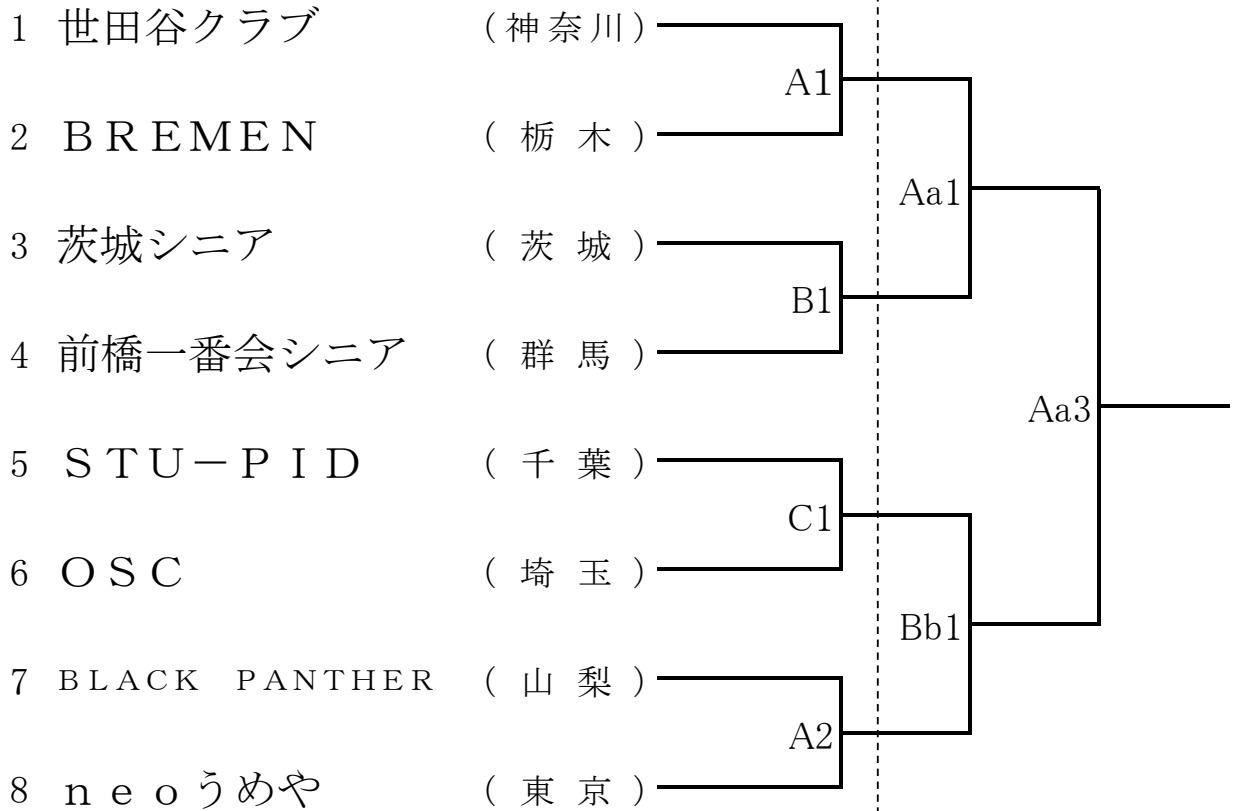 1 世田谷クラブ (神奈川)
A1
2 ＢＲＥＭＥＮ (栃木)
Aa1
3 茨城シニア (茨城)
B1
4 前橋一番会シニア (群馬)
Aa3
5 ＳＴＵ－ＰＩＤ (千葉)
C1
6 ＯＳＣ (埼玉)
Bb1
7 ＢＬＡＣＫ　ＰＡＮＴＨＥＲ (山梨)
A2
8 ｎｅｏうめや (東京)